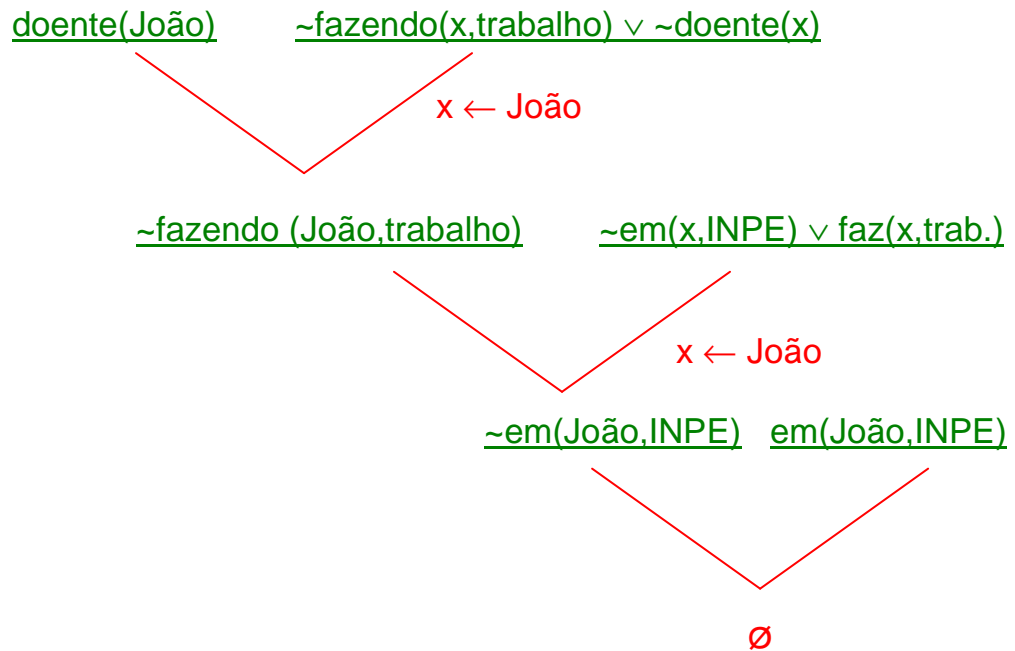 doente(João) ~fazendo(x,trabalho) ∨ ~doente(x)
x ← João
~fazendo (João,trabalho) ~em(x,INPE) ∨ faz(x,trab.)
x ← João
~em(João,INPE) em(João,INPE)
∅